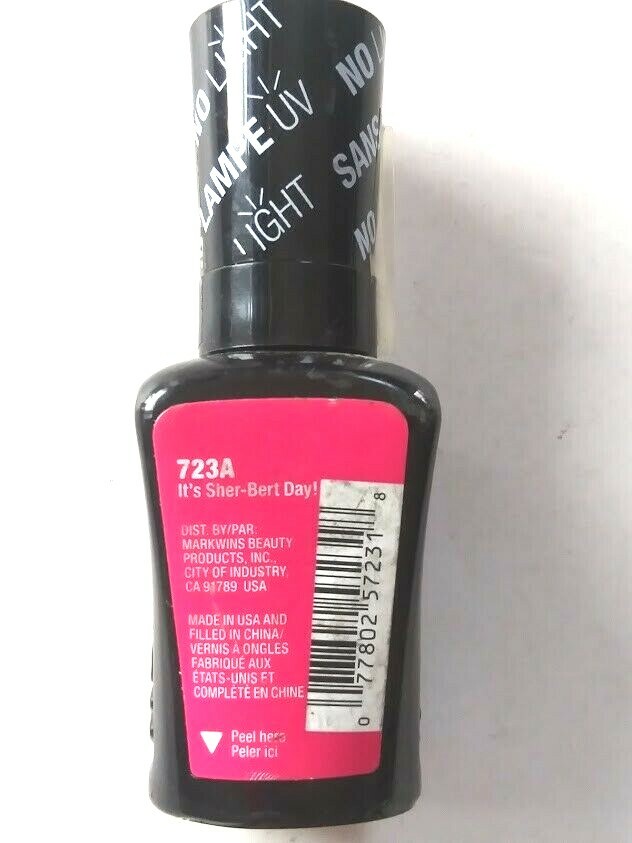 NO LIGHT
LAMPE UV
LIGHT
NO LI
SANS
NO
723A
It's Sher-Bert Day!
DIST. BY/PAR:
MARKWINS BEAUTY
PRODUCTS, INC.,
CITY OF INDUSTRY,
CA 91789 USA
MADE IN USA AND
FILLED IN CHINA/
VERNIS À ONGLES
FABRIQUÉ AUX
ÉTATS-UNIS ET
COMPLÉTÉ EN CHINE
Peel here
Peler ici
0 77802 57231 8